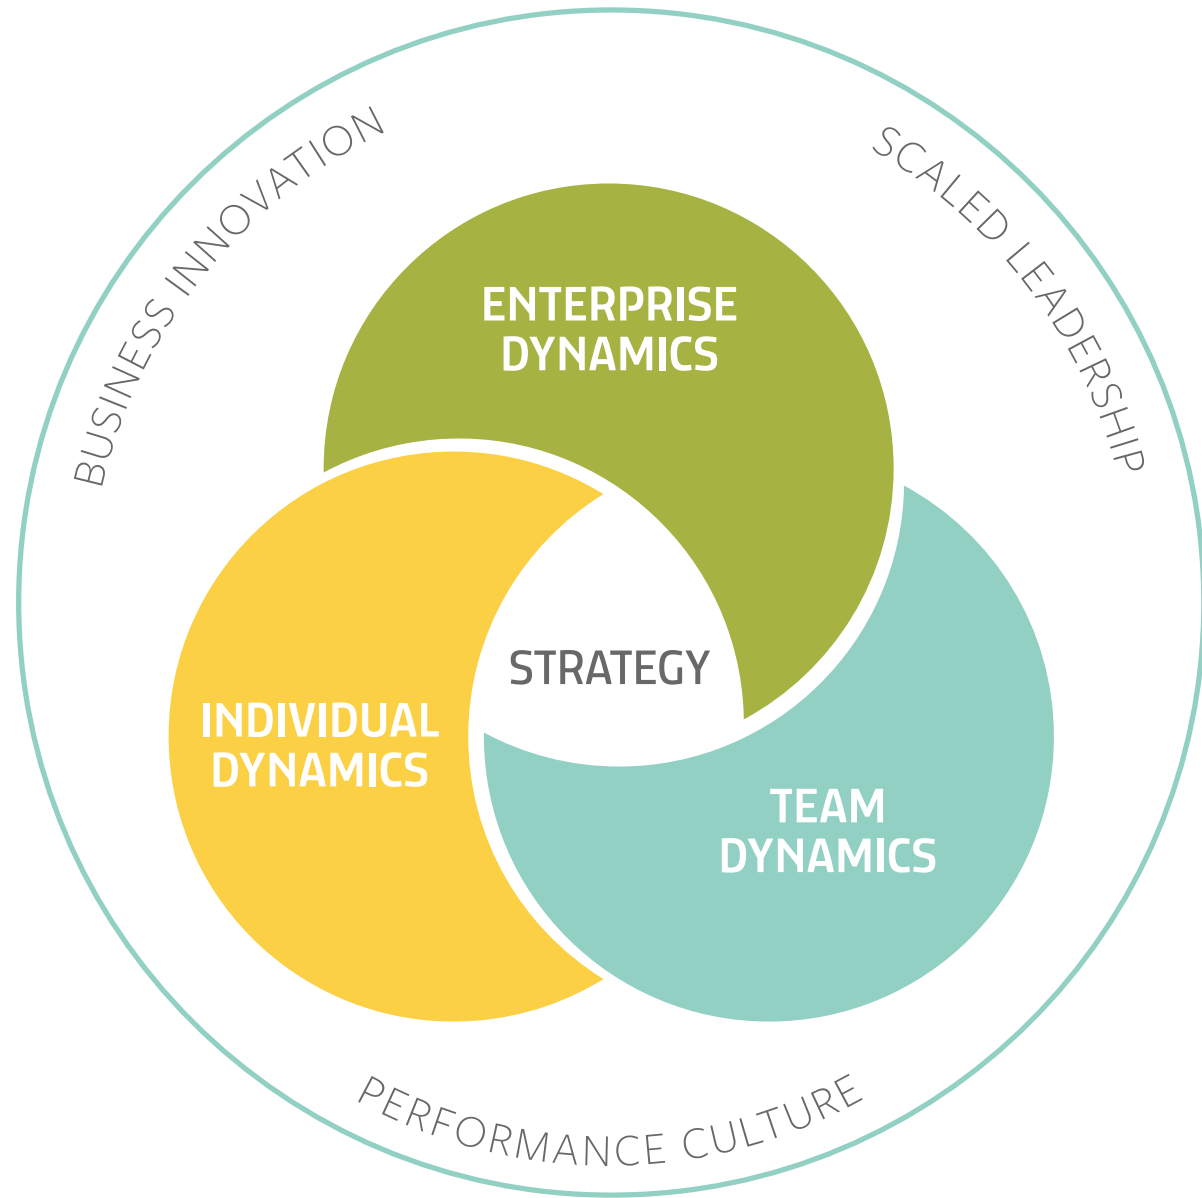 BUSINESS INNOVATION
SCALED LEADERSHIP
ENTERPRISE
DYNAMICS
STRATEGY
INDIVIDUAL
DYNAMICS
TEAM
DYNAMICS
PERFORMANCE CULTURE